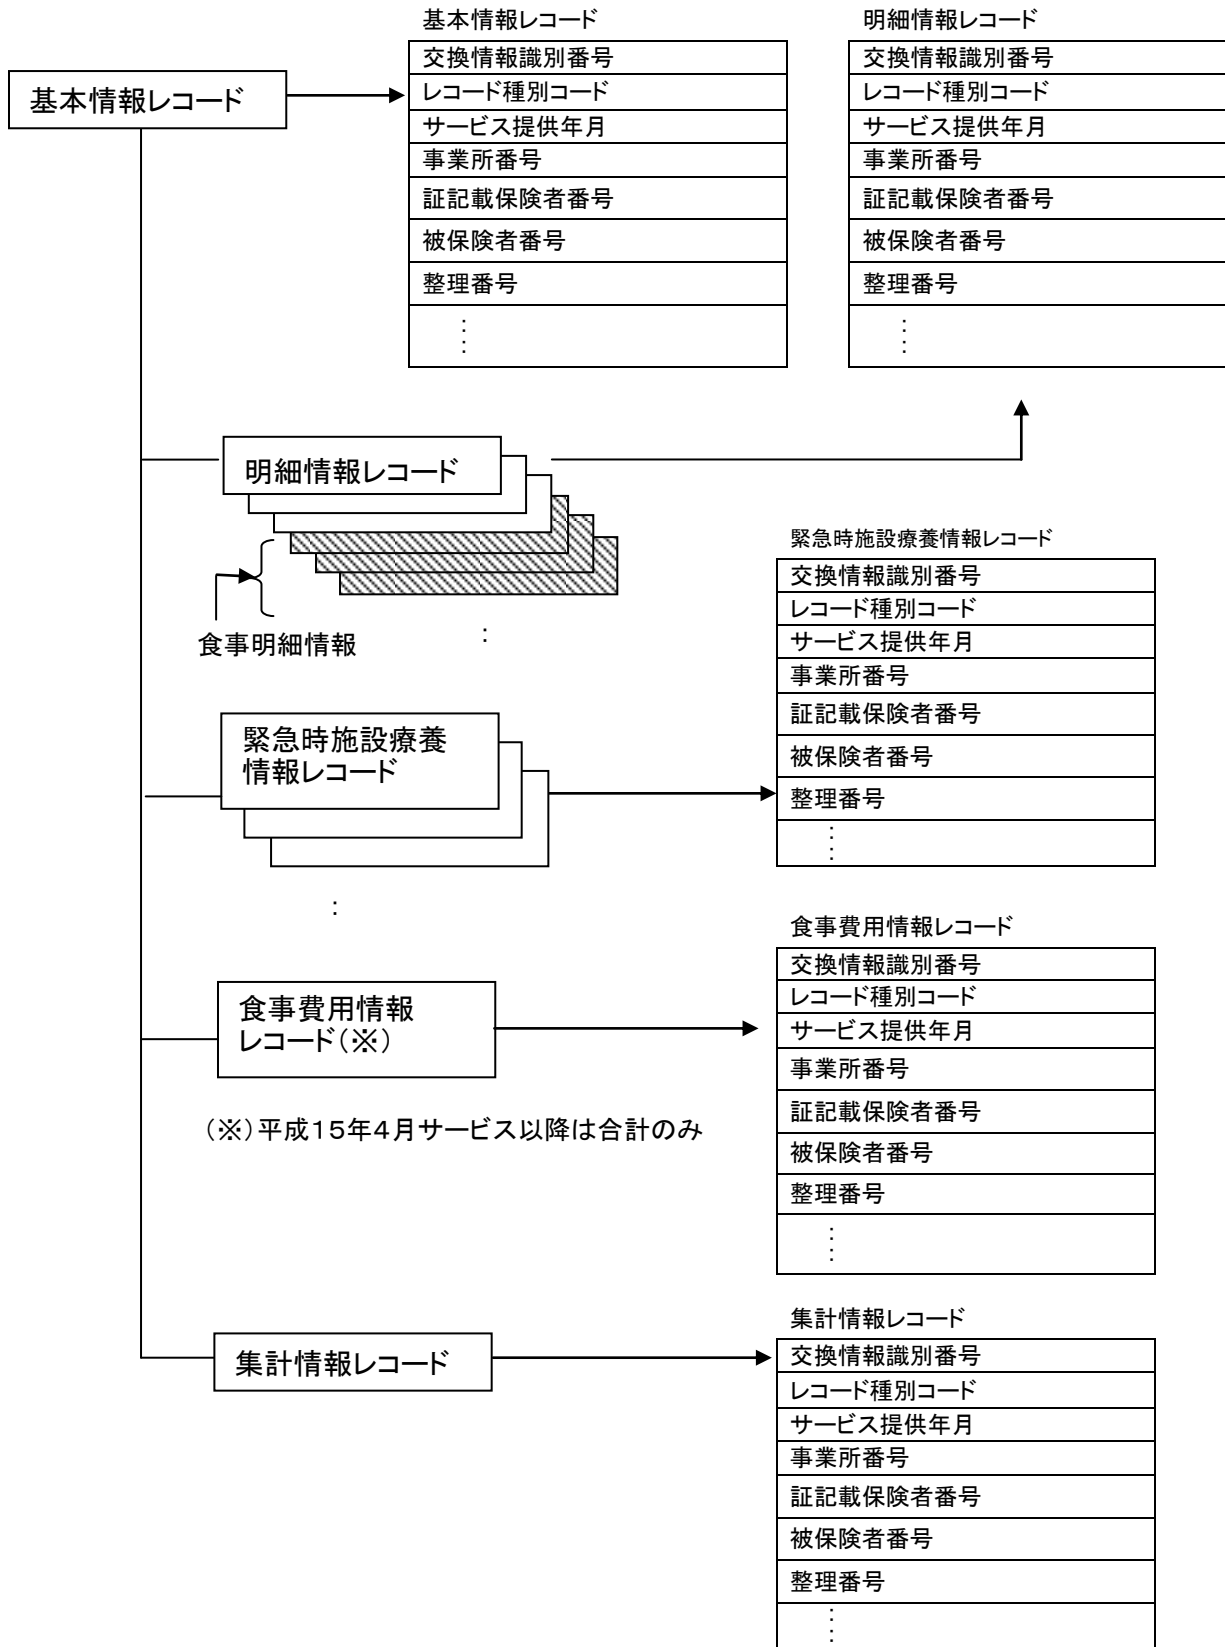 基本情報レコード
基本情報レコード
交換情報識別番号
レコード種別コード
サービス提供年月
事業所番号
証記載保険者番号
被保険者番号
整理番号
：
：
明細情報レコード
交換情報識別番号
レコード種別コード
サービス提供年月
事業所番号
証記載保険者番号
被保険者番号
整理番号
：
：
明細情報レコード
食事明細情報
：
緊急時施設療養
情報レコード
：
緊急時施設療養情報レコード
交換情報識別番号
レコード種別コード
サービス提供年月
事業所番号
証記載保険者番号
被保険者番号
整理番号
：
：
食事費用情報
レコード（※）
（※）平成１５年４月サービス以降は合計のみ
食事費用情報レコード
交換情報識別番号
レコード種別コード
サービス提供年月
事業所番号
証記載保険者番号
被保険者番号
整理番号
：
：
集計情報レコード
集計情報レコード
交換情報識別番号
レコード種別コード
サービス提供年月
事業所番号
証記載保険者番号
被保険者番号
整理番号
：
：